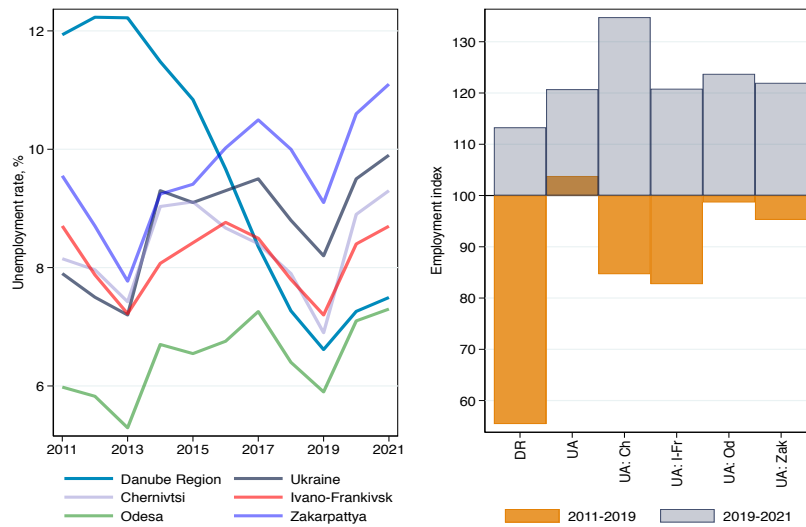 Unemployment rate, %
12
10
8
6
2011 2013 2015 2017 2019 2021
Danube Region
Ukraine
Chernivtsi
Ivano-Frankivsk
Odesa
Zakarpattya
Employment index
130
120
110
100
90
80
70
60
DR
UA
UA: Ch
UA: I-Fr
UA: Od
UA: Zak
2011-2019
2019-2021